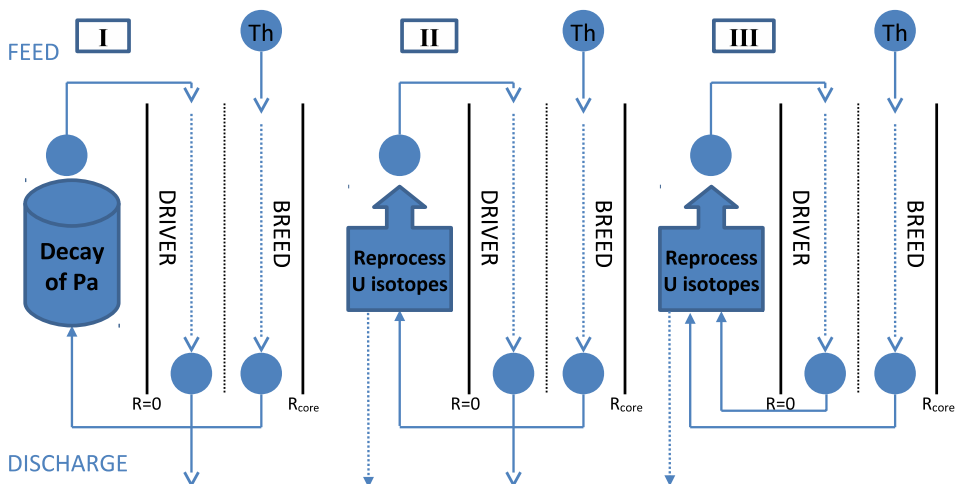 FEED
I
Th
II
Th
III
Th
Decay
of Pa
DRIVER
BREED
Reprocess
U isotopes
DRIVER
BREED
Reprocess
U isotopes
DRIVER
BREED
R=0
Rcore
R=0
Rcore
R=0
Rcore
DISCHARGE